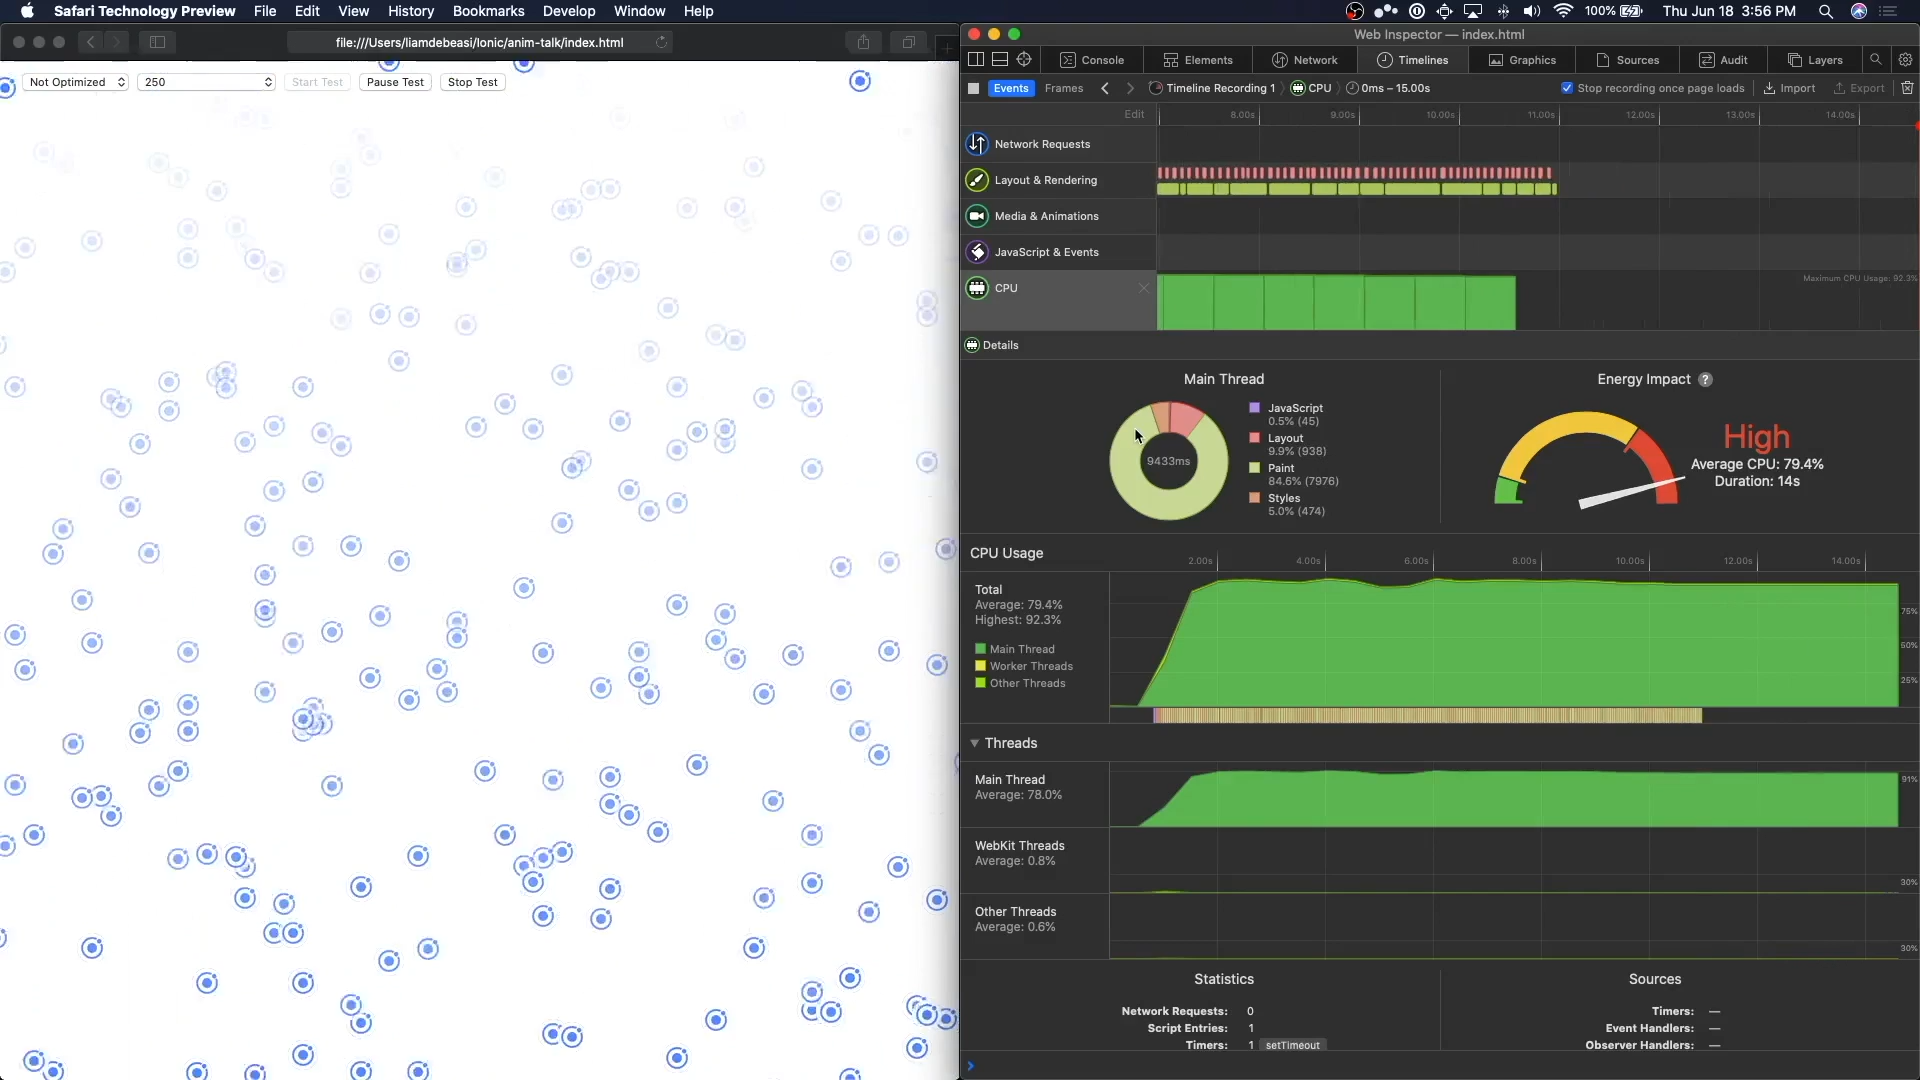 Safari Technology Preview File Edit View History Bookmarks Develop Window Help 100% Thu Jun 18 3:56 PM
file:///Users/liamdebeasi/Ionic/anim-talk/index.html
Web Inspector — index.html
Not Optimized 250 Start Test Pause Test Stop Test
Console Elements Network Timelines Graphics Sources Audit Layers
Events Frames Timeline Recording 1 CPU 0ms – 15.00s Stop recording once page loads Import Export
Edit 8.00s 9.00s 10.00s 11.00s 12.00s 13.00s 14.00s
Network Requests
Layout & Rendering
Media & Animations
JavaScript & Events
CPU
Maximum CPU Usage: 92.3%
Details
Main Thread
9433ms
JavaScript
0.5% (45)
Layout
9.9% (938)
Paint
84.6% (7976)
Styles
5.0% (474)
Energy Impact ?
High
Average CPU: 79.4%
Duration: 14s
CPU Usage
2.00s 4.00s 6.00s 8.00s 10.00s 12.00s 14.00s
Total
Average: 79.4%
Highest: 92.3%
Main Thread
Worker Threads
Other Threads
75%
50%
25%
Threads
Main Thread
Average: 78.0%
91%
WebKit Threads
Average: 0.8%
30%
Other Threads
Average: 0.6%
30%
Statistics
Network Requests: 0
Script Entries: 1
Timers: 1 setTimeout
Sources
Timers: —
Event Handlers: —
Observer Handlers: —